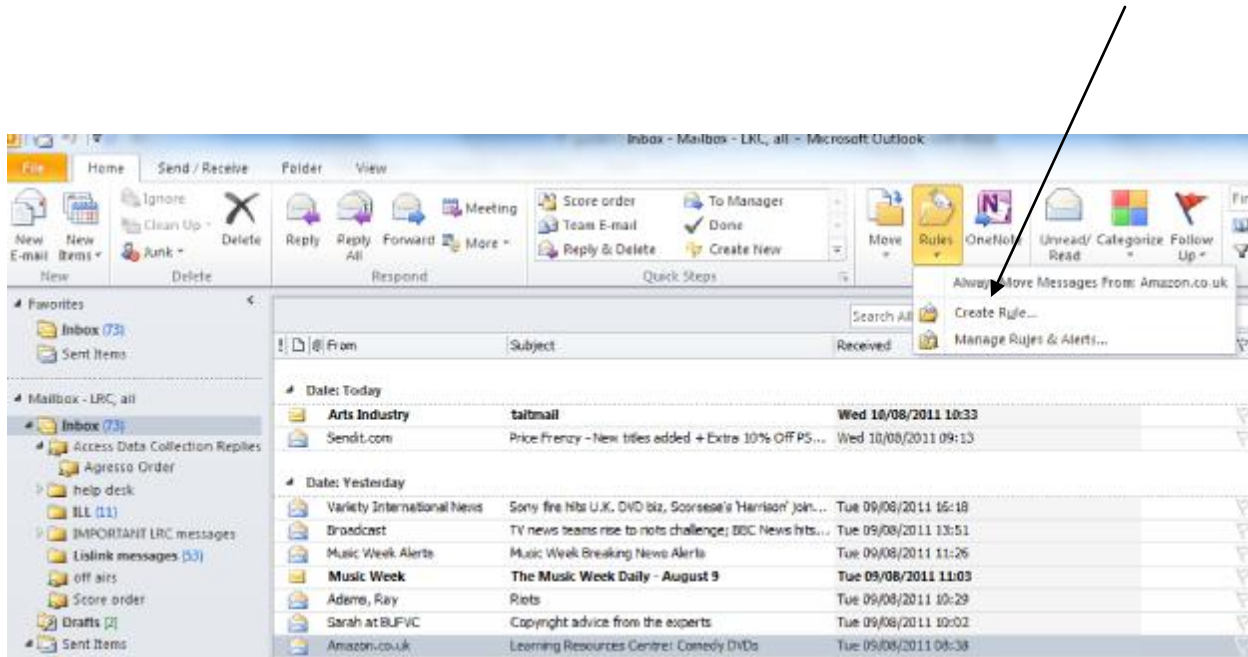 Inbox - Mailbox - LRC, all - Microsoft Outlook
File Home Send / Receive Folder View
Ignore
Clean Up
Junk
New E-mail
New Items
Delete
Reply
Reply All
Forward
Meeting
More
Score order To Manager
Team E-mail Done
Reply & Delete Create New
Move
Rules
OneNote
Unread/ Read
Categorize
Follow Up
New Delete Respond Quick Steps
Always Move Messages From: Amazon.co.uk
Create Rule...
Manage Rules & Alerts...
Favorites
Inbox (73)
Sent Items
Mailbox - LRC, all
Inbox (73)
Access Data Collection Replies
Agresso Order
help desk
ILL (11)
IMPORTANT LRC messages
Lislink messages (53)
off airs
Score order
Drafts [2]
Sent Items
Search All
! From Subject Received
Date: Today
Arts Industry taitmail Wed 10/08/2011 10:33
Sendit.com Price Frenzy - New titles added + Extra 10% Off PS... Wed 10/08/2011 09:13
Date: Yesterday
Variety International News Sony fire hits U.K. DVD biz, Scorsese's 'Harrison' join... Tue 09/08/2011 16:18
Broadcast TV news teams rise to riots challenge; BBC News hits... Tue 09/08/2011 13:51
Music Week Alerts Music Week Breaking News Alerts Tue 09/08/2011 11:26
Music Week The Music Week Daily - August 9 Tue 09/08/2011 11:03
Adams, Ray Riots Tue 09/08/2011 10:29
Sarah at BUFVC Copyright advice from the experts Tue 09/08/2011 10:02
Amazon.co.uk Learning Resources Centre: Comedy DVDs Tue 09/08/2011 08:38